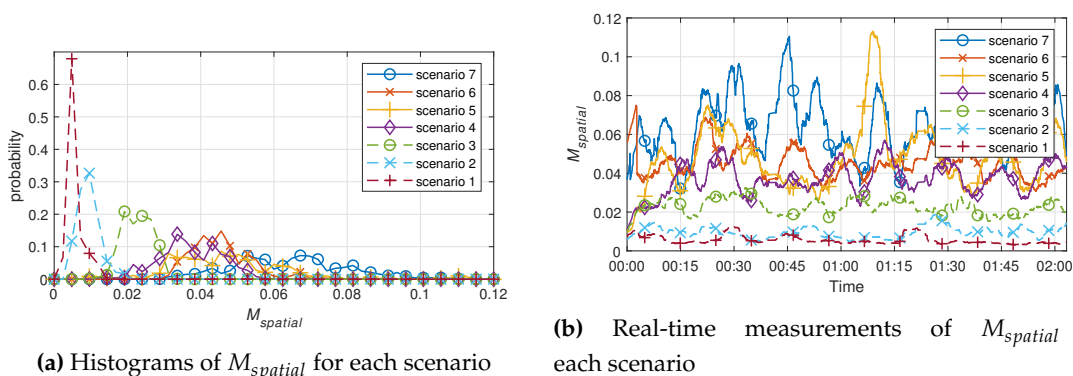 probability
0.6
0.5
0.4
0.3
0.2
0.1
0
0 0.02 0.04 0.06 0.08 0.1 0.12
M_spatial
scenario 7
scenario 6
scenario 5
scenario 4
scenario 3
scenario 2
scenario 1
(a) Histograms of M_spatial for each scenario
M_spatial
0.12
0.1
0.08
0.06
0.04
0.02
0
00:00 00:15 00:30 00:45 01:00 01:15 01:30 01:45 02:00
Time
scenario 7
scenario 6
scenario 5
scenario 4
scenario 3
scenario 2
scenario 1
(b) Real-time measurements of M_spatial
each scenario